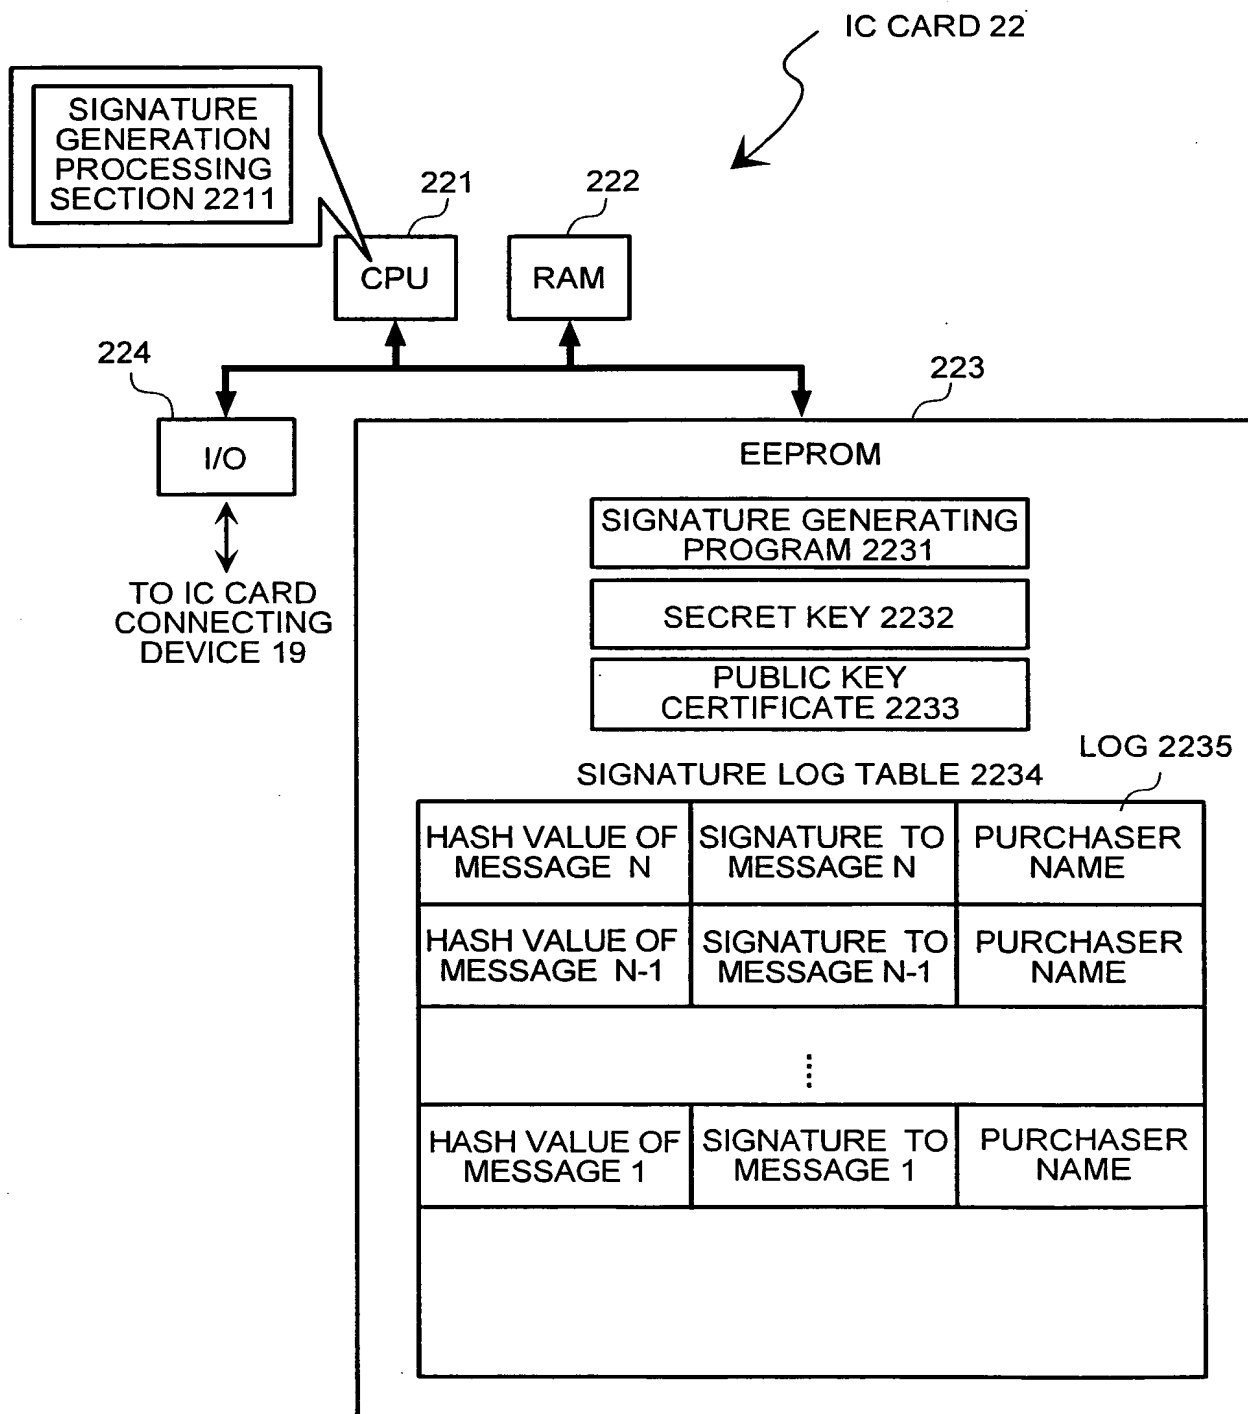 IC CARD 22
SIGNATURE
GENERATION
PROCESSING
SECTION 2211
221
222
CPU
RAM
224
223
I/O
EEPROM
SIGNATURE GENERATING
PROGRAM 2231
TO IC CARD
CONNECTING
DEVICE 19
SECRET KEY 2232
PUBLIC KEY
CERTIFICATE 2233
LOG 2235
SIGNATURE LOG TABLE 2234
HASH VALUE OF
MESSAGE N
SIGNATURE TO
MESSAGE N
PURCHASER
NAME
HASH VALUE OF
MESSAGE N-1
SIGNATURE TO
MESSAGE N-1
PURCHASER
NAME
HASH VALUE OF
MESSAGE 1
SIGNATURE TO
MESSAGE 1
PURCHASER
NAME